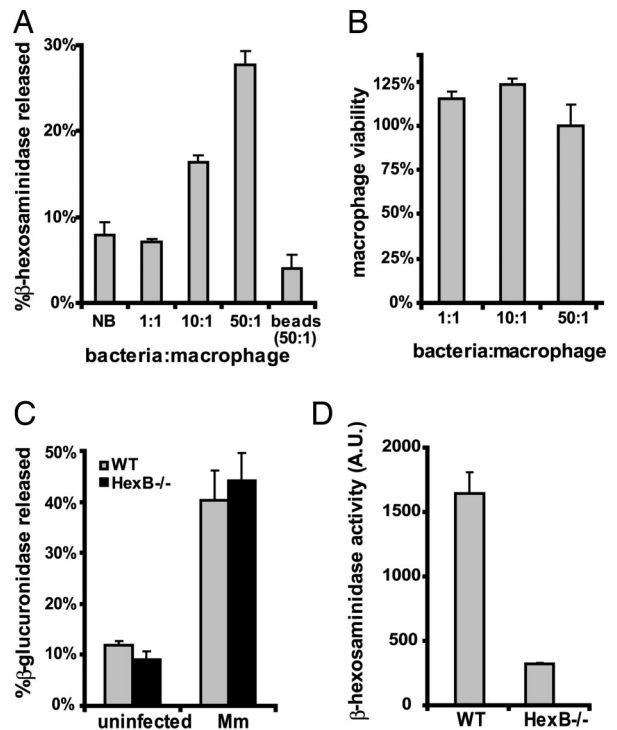 A
%β-hexosaminidase released
30%
20%
10%
0%
NB 1:1 10:1 50:1 beads
(50:1)
bacteria:macrophage
B
macrophage viability
125%
100%
75%
50%
25%
0%
1:1 10:1 50:1
bacteria:macrophage
C
%β-glucuronidase released
50%
40%
30%
20%
10%
0%
WT
HexB-/-
uninfected Mm
D
β-hexosaminidase activity (A.U.)
2000
1500
1000
500
0
WT HexB-/-